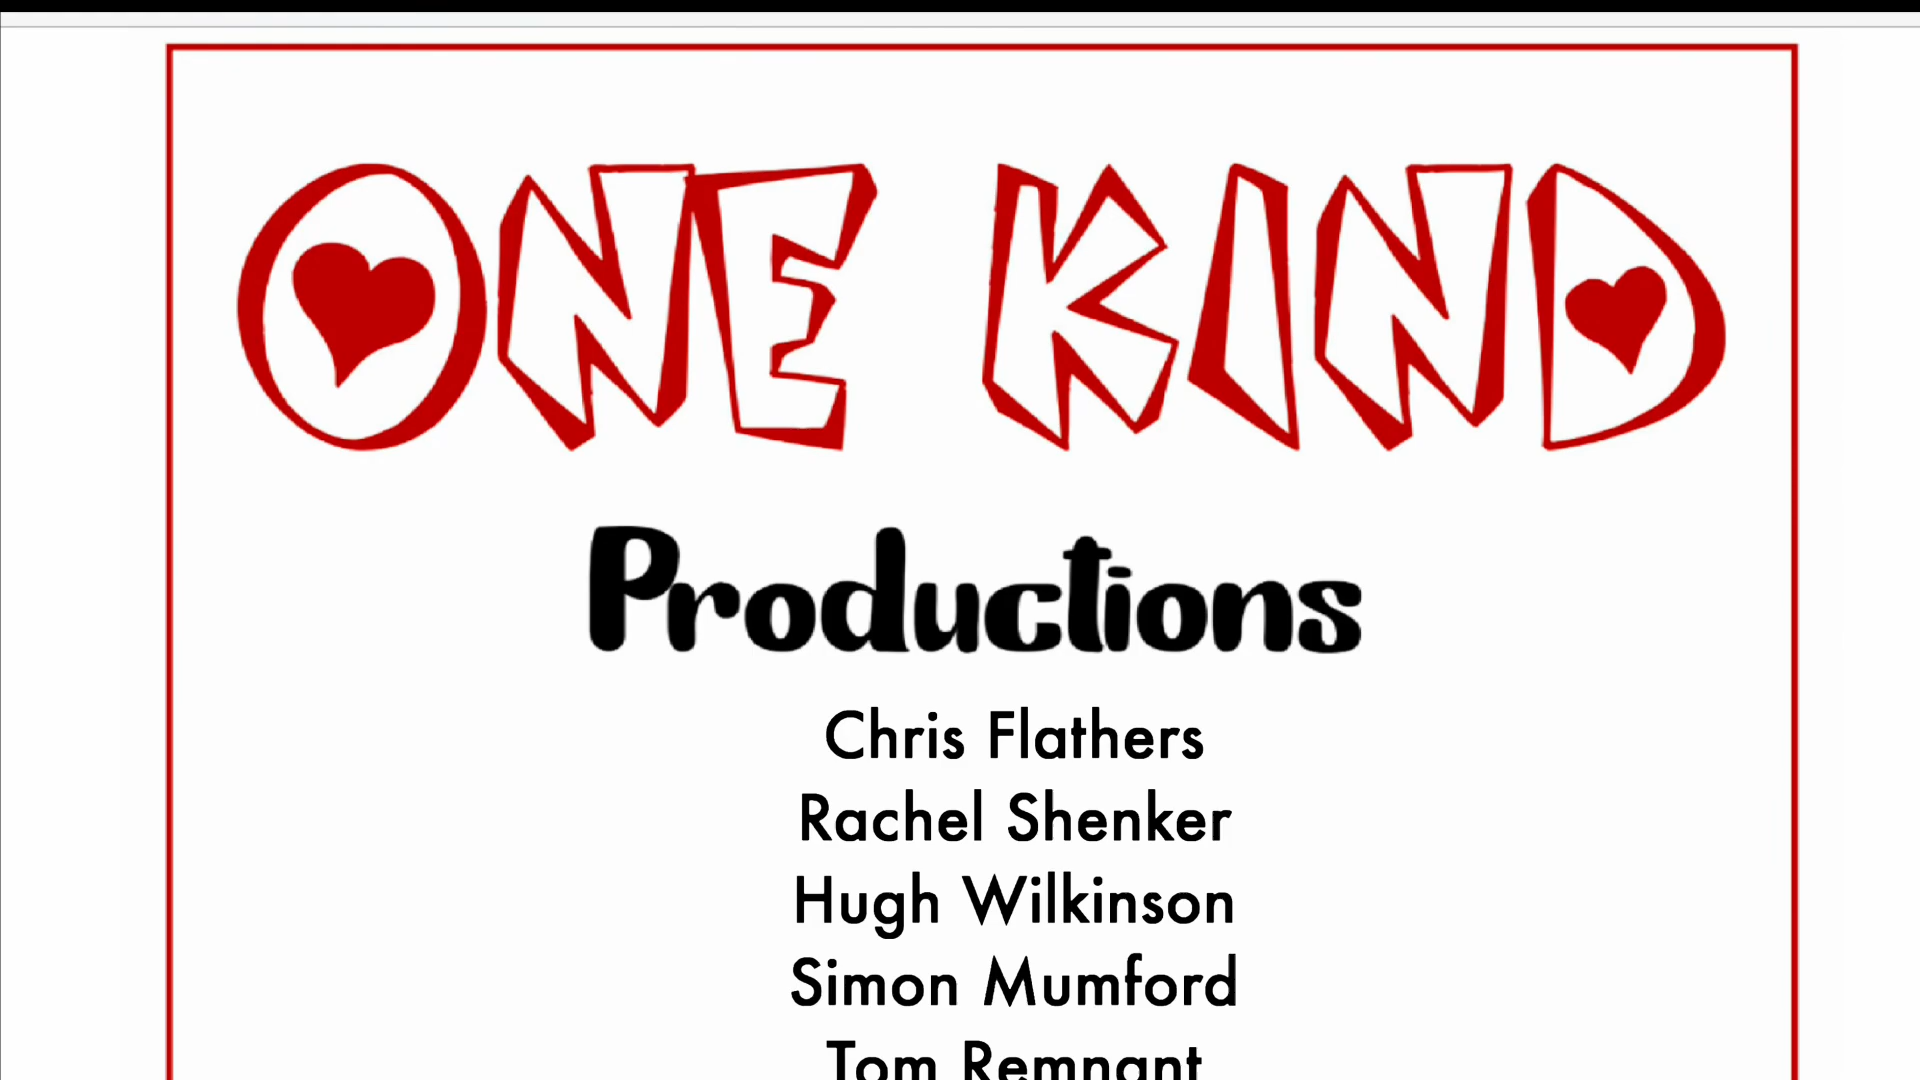 ONE KIND
Productions
Chris Flathers
Rachel Shenker
Hugh Wilkinson
Simon Mumford
Tom Remnant